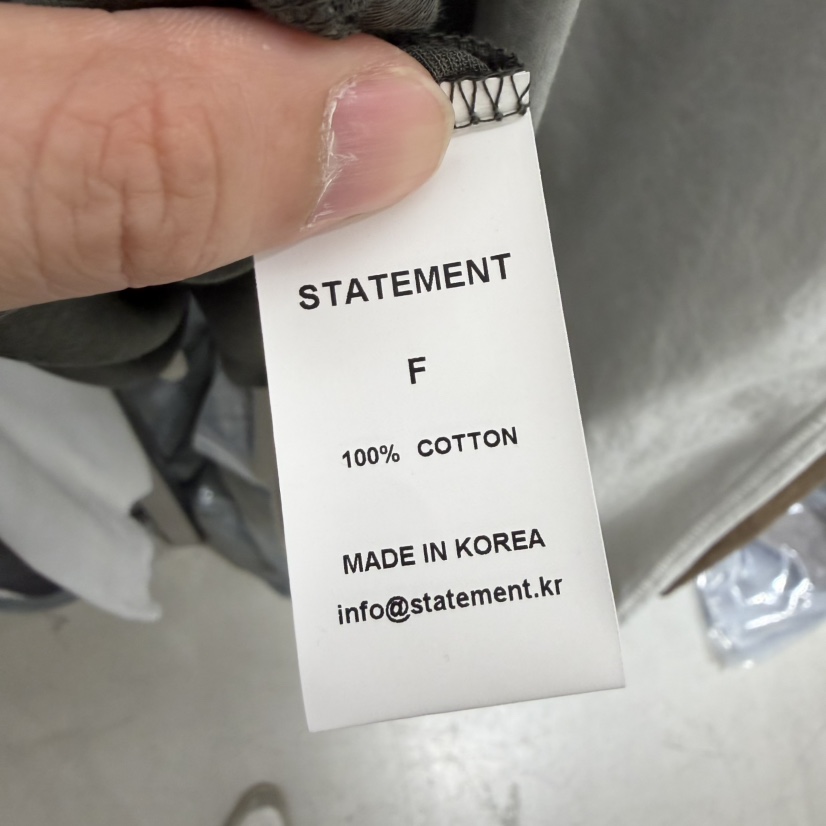 STATEMENT
F
100% COTTON
MADE IN KOREA
info@statement.kr